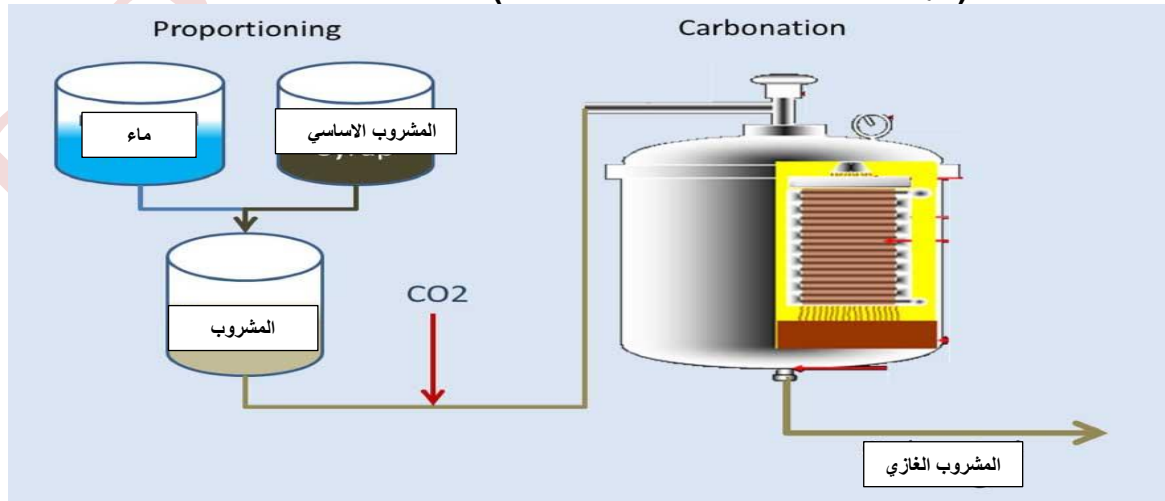 Proportioning
Carbonation
ماء
المشروب الاساسي
المشروب
CO2
المشروب الغازي